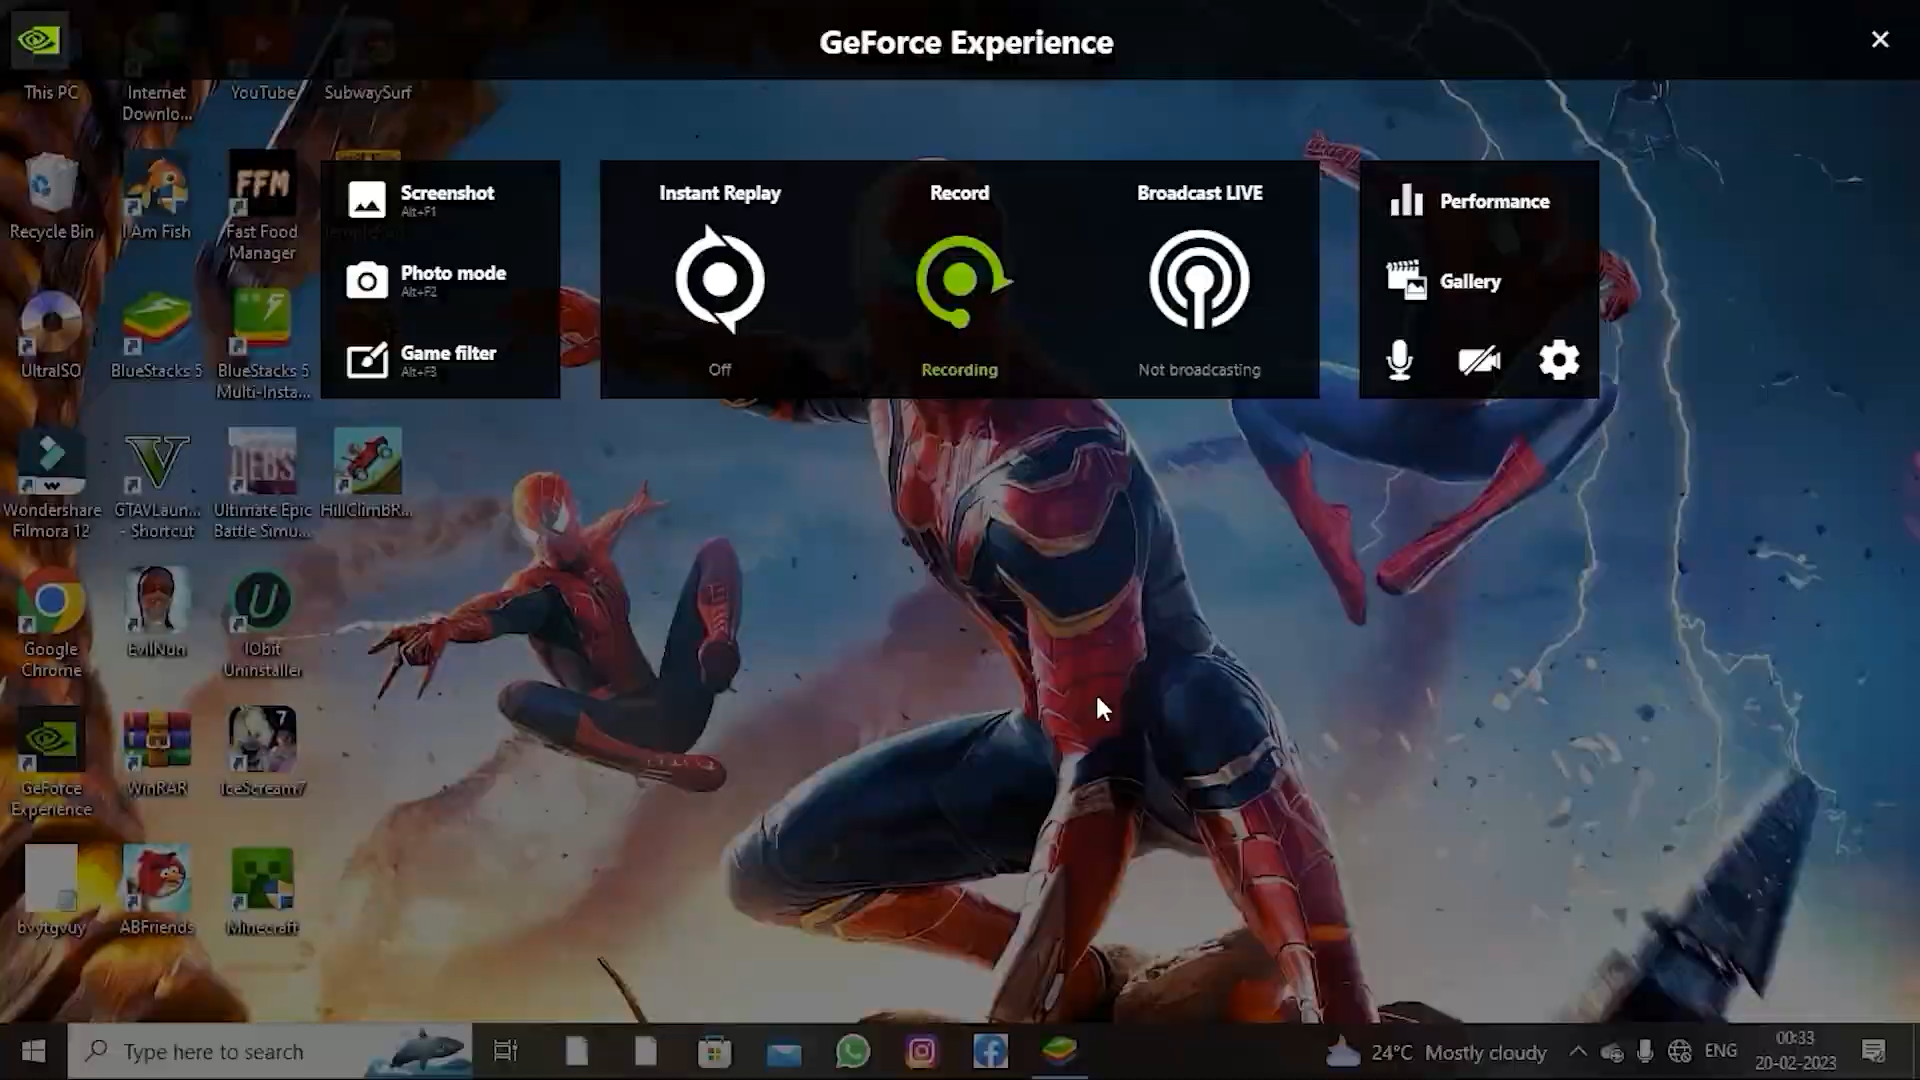 GeForce Experience
This PC
Internet
Downlo...
YouTube
SubwaySurf
Screenshot
Alt+F1
Photo mode
Alt+F2
Game filter
Alt+F3
Instant Replay
Off
Record
Recording
Broadcast LIVE
Not broadcasting
Performance
Gallery
Recycle Bin
I Am Fish
FFM
Fast Food
Manager
UltraISO
BlueStacks 5
BlueStacks 5
Multi-Insta...
Wondershare
Filmora 12
GTAVLaun...
- Shortcut
Ultimate Epic
Battle Simu...
HillClimBR...
Google
Chrome
EvilNun
IObit
Uninstaller
GeForce
Experience
WinRAR
7
IceScream7
bvytgvuy
ABFriends
Minecraft
Type here to search
24°C Mostly cloudy
ENG
00:33
20-02-2023